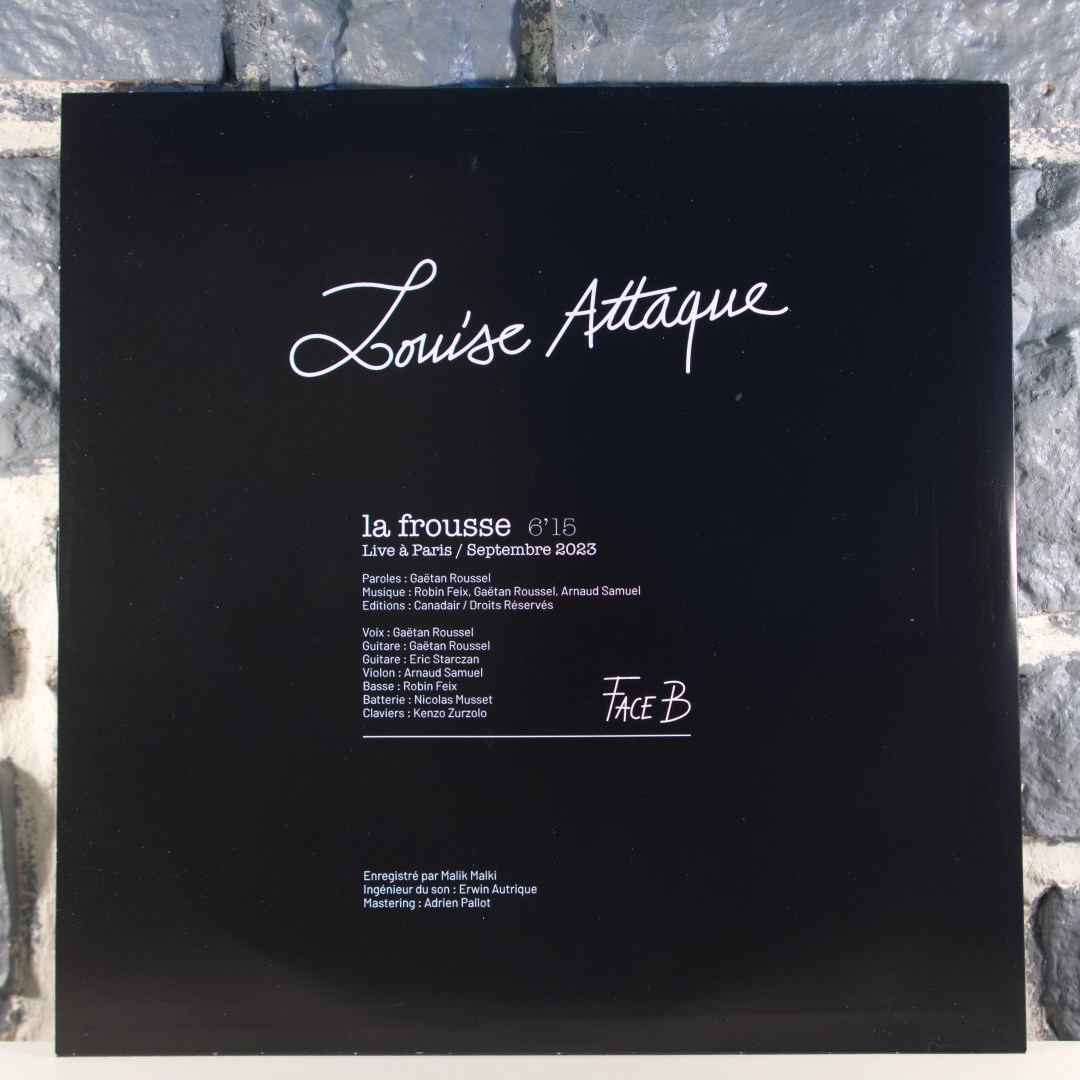 Louise Attaque
la frousse 6'15
Live à Paris / Septembre 2023
Paroles : Gaëtan Roussel
Musique : Robin Feix, Gaëtan Roussel, Arnaud Samuel
Editions : Canadair / Droits Réservés
Voix : Gaëtan Roussel
Guitare : Gaëtan Roussel
Guitare : Eric Starczan
Violon : Arnaud Samuel
Basse : Robin Feix
Batterie : Nicolas Musset
Claviers : Kenzo Zurzolo
FACE B
Enregistré par Malik Malki
Ingénieur du son : Erwin Autrique
Mastering : Adrien Pallot